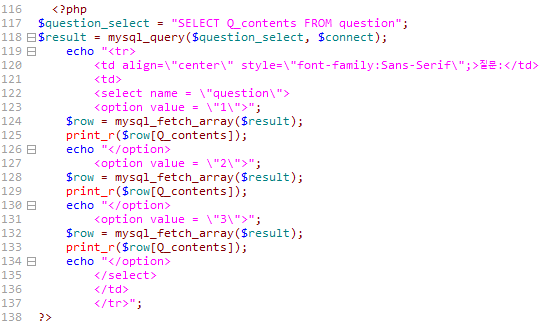 116 <?php
117 $question_select = "SELECT Q_contents FROM question";
118 $result = mysql_query($question_select, $connect);
119 echo "<tr>
120 <td align=\"center\" style=\"font-family:Sans-Serif\";>질문:</td>
121 <td>
122 <select name = \"question\">
123 <option value = \"1\">";
124 $row = mysql_fetch_array($result);
125 print_r($row[Q_contents]);
126 echo "</option>
127 <option value = \"2\">";
128 $row = mysql_fetch_array($result);
129 print_r($row[Q_contents]);
130 echo "</option>
131 <option value = \"3\">";
132 $row = mysql_fetch_array($result);
133 print_r($row[Q_contents]);
134 echo "</option>
135 </select>
136 </td>
137 </tr>";
138 ?>